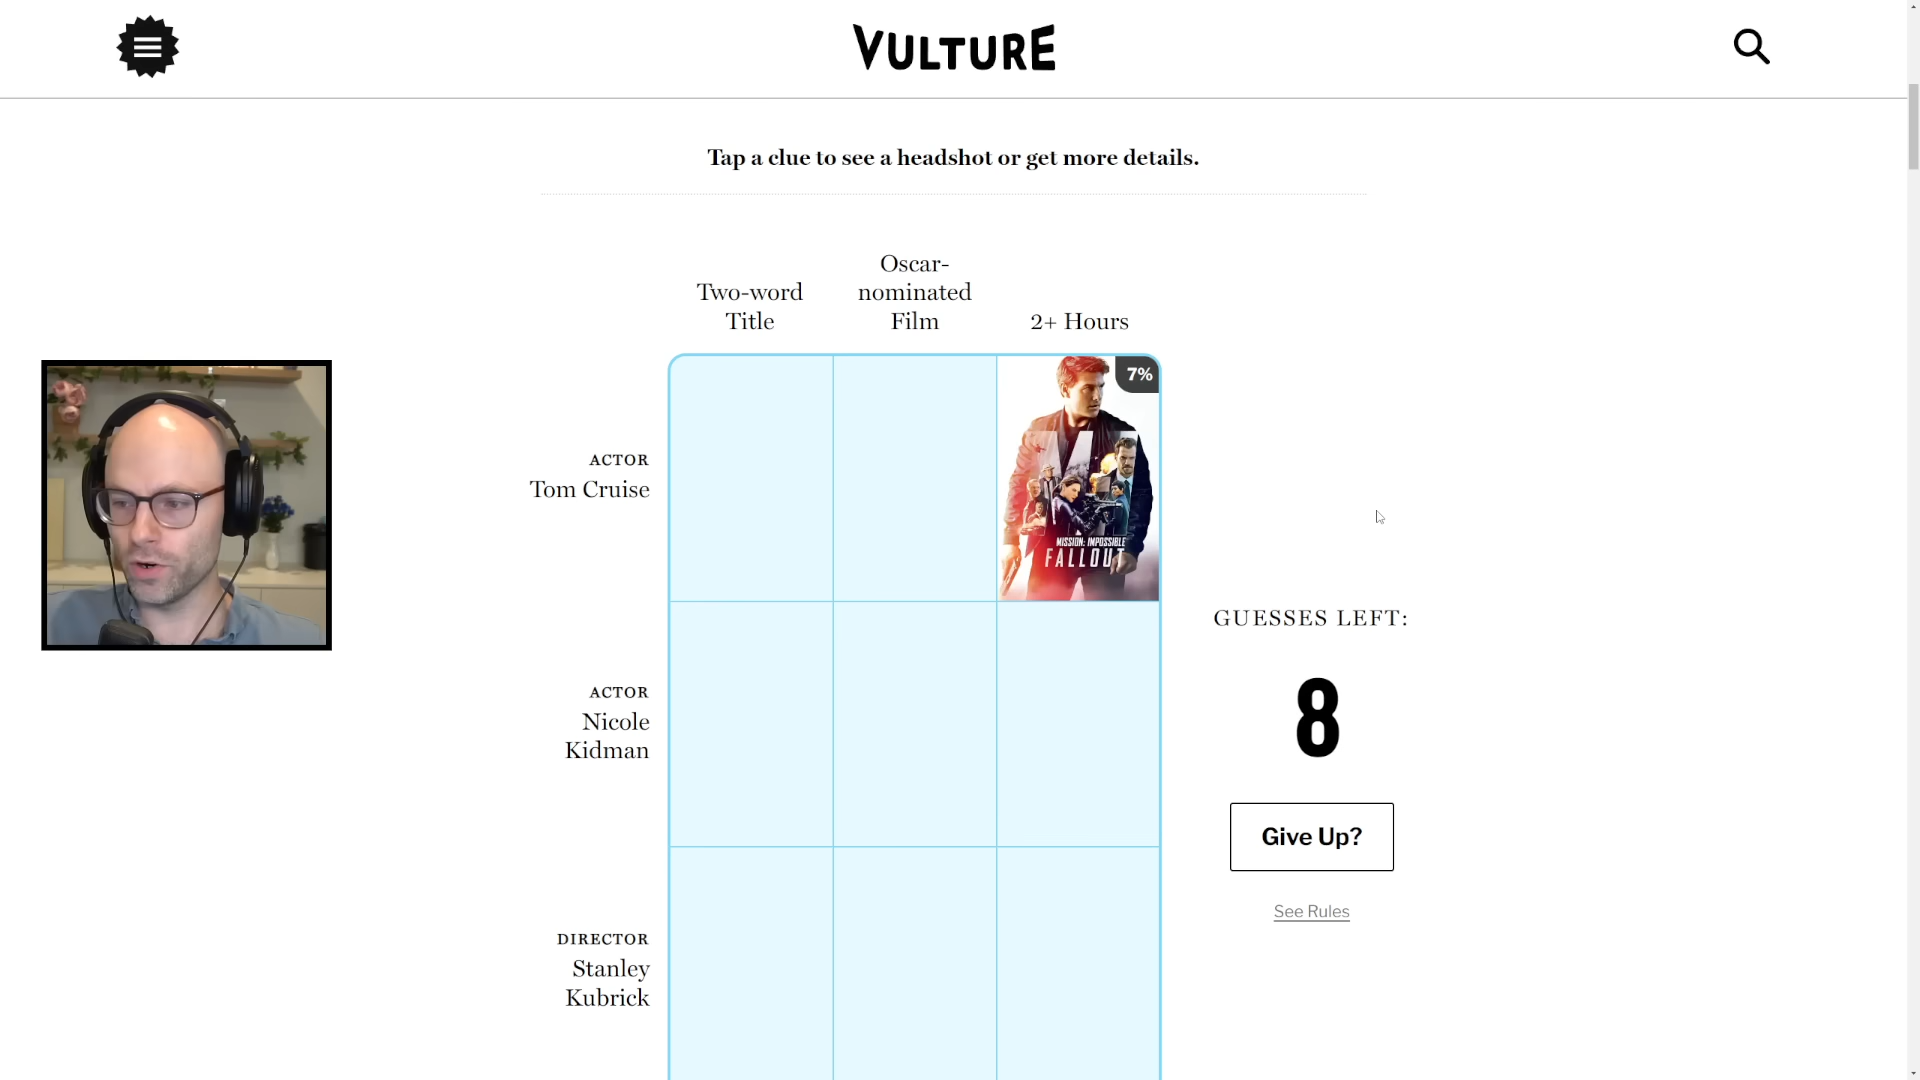 VULTURE
Tap a clue to see a headshot or get more details.
Two-word
Title
Oscar-
nominated
Film
2+ Hours
7%
ACTOR
Tom Cruise
MISSION: IMPOSSIBLE
FALLOUT
GUESSES LEFT:
8
ACTOR
Nicole
Kidman
Give Up?
See Rules
DIRECTOR
Stanley
Kubrick